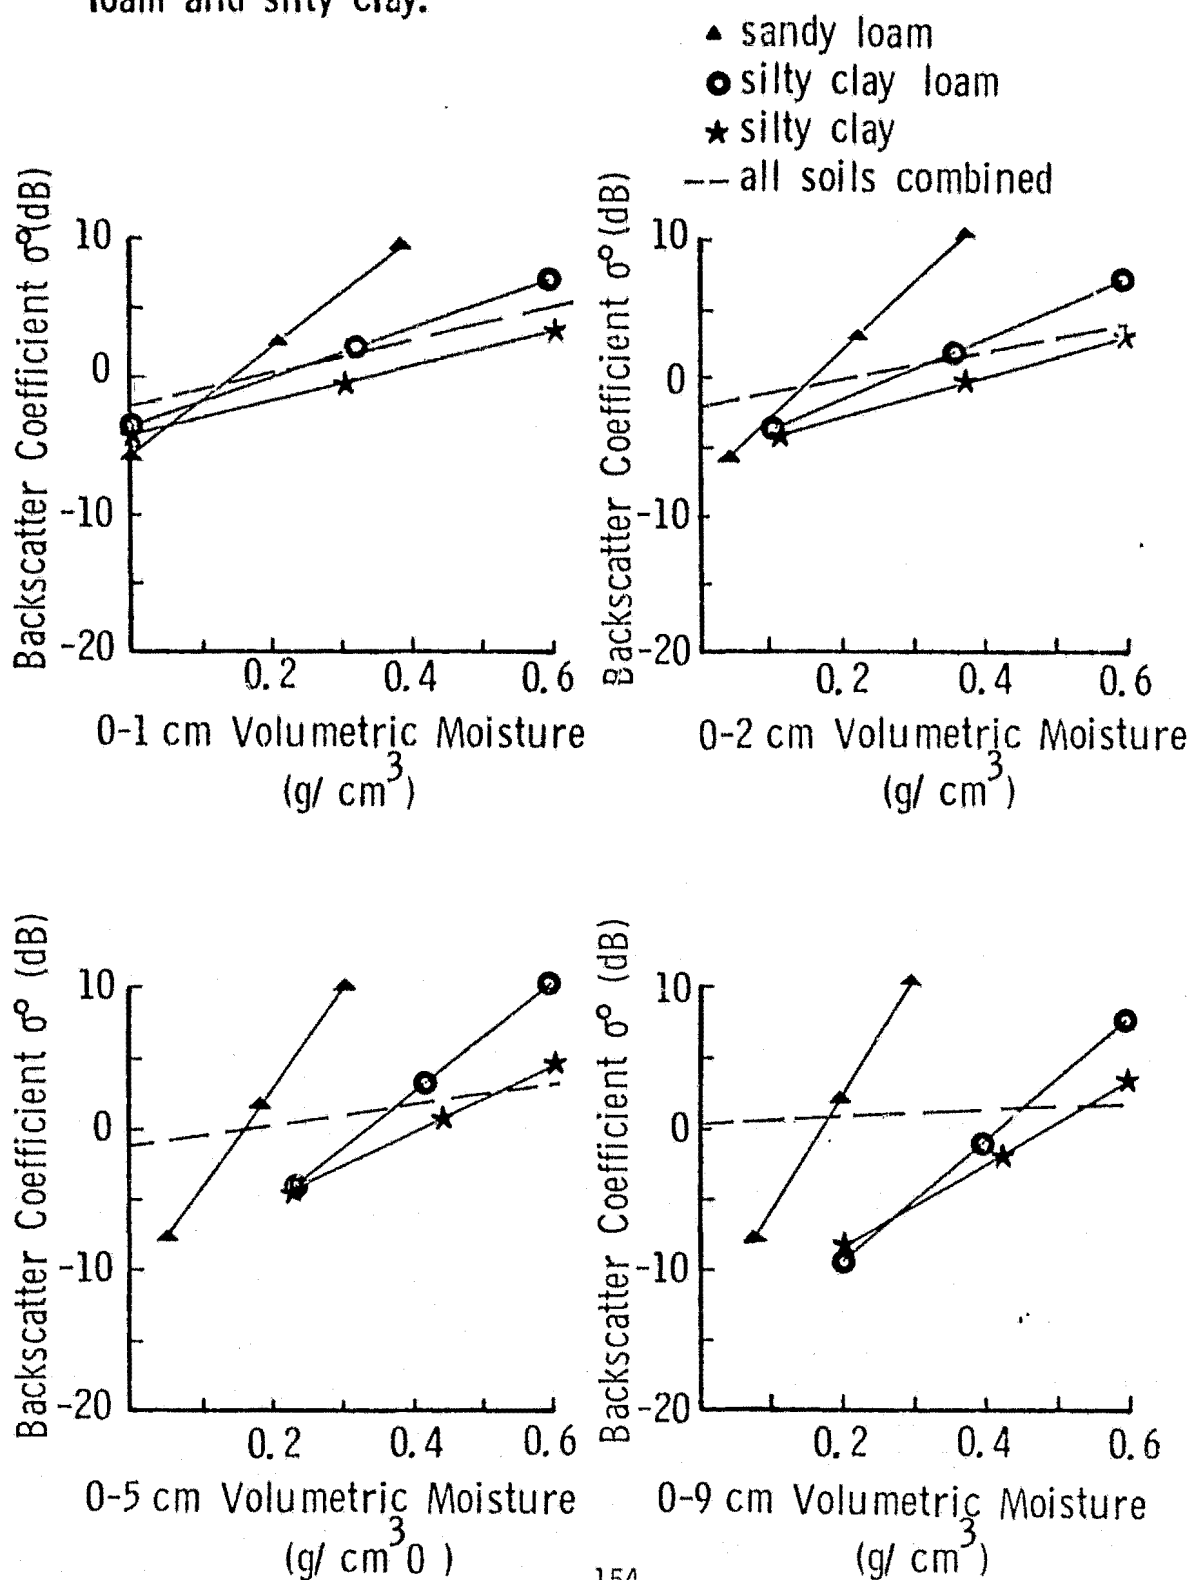 loam and silty clay.
▲ sandy loam
silty clay loam
★ silty clay
-- all soils combined
Backscatter Coefficient σ⁰(dB)
10
0
-10
-20
0.2 0.4 0.6
0-1 cm Volumetric Moisture
(g/ cm³)
Backscatter Coefficient σ⁰ (dB)
10
0
-10
-20
0.2 0.4 0.6
0-2 cm Volumetric Moisture
(g/ cm³)
Backscatter Coefficient σ⁰ (dB)
10
0
-10
-20
0.2 0.4 0.6
0-5 cm Volumetric Moisture
(g/ cm³0 )
Backscatter Coefficient σ⁰ (dB)
10
0
-10
-20
0.2 0.4 0.6
0-9 cm Volumetric Moisture
(g/ cm³)
154